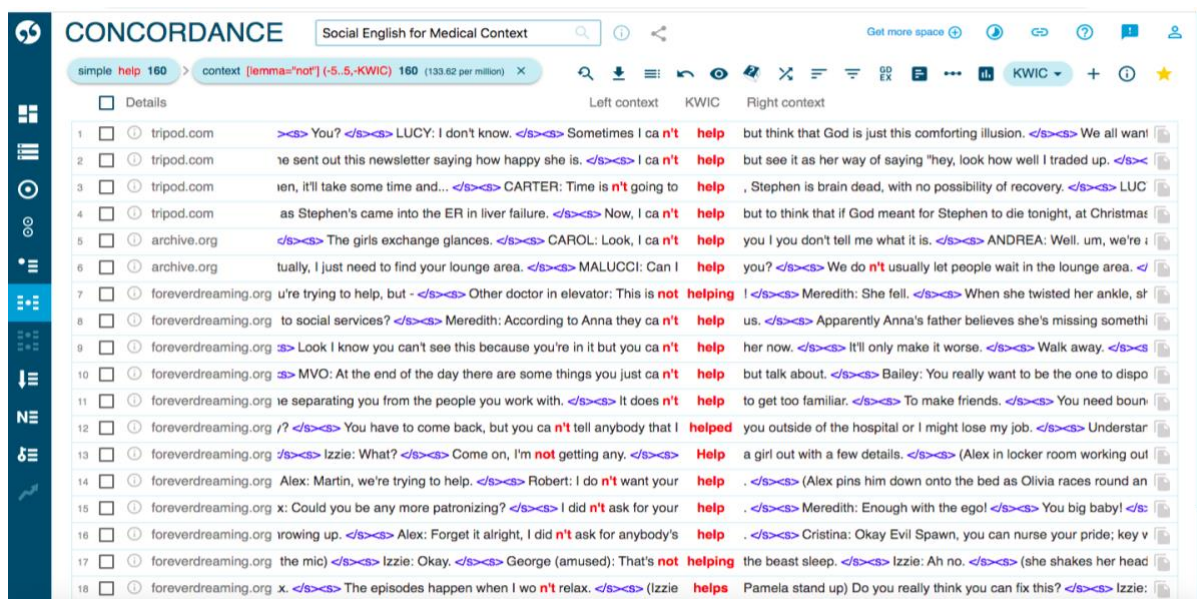 CONCORDANCE Social English for Medical Context Get more space
simple help 160 context [lemma="not"] (-5..5,-KWIC) 160 (133.62 per million) × GD EX KWIC
Details Left context KWIC Right context
1 tripod.com ><s> You? </s><s> LUCY: I don't know. </s><s> Sometimes I ca n't help but think that God is just this comforting illusion. </s><s> We all want
2 tripod.com sent out this newsletter saying how happy she is. </s><s> I ca n't help but see it as her way of saying "hey, look how well I traded up. </s><
3 tripod.com it'll take some time and... </s><s> CARTER: Time is n't going to help , Stephen is brain dead, with no possibility of recovery. </s><s> LUC
4 tripod.com as Stephen's came into the ER in liver failure. </s><s> Now, I ca n't help but to think that if God meant for Stephen to die tonight, at Christmas
5 archive.org </s><s> The girls exchange glances. </s><s> CAROL: Look, I ca n't help you I you don't tell me what it is. </s><s> ANDREA: Well. um, we're
6 archive.org tually, I just need to find your lounge area. </s><s> MALUCCI: Can I help you? </s><s> We do n't usually let people wait in the lounge area. </
7 foreverdreaming.org u're trying to help, but - </s><s> Other doctor in elevator: This is not helping ! </s><s> Meredith: She fell. </s><s> When she twisted her ankle, sh
8 foreverdreaming.org to social services? </s><s> Meredith: According to Anna they ca n't help us. </s><s> Apparently Anna's father believes she's missing somethi
9 foreverdreaming.org s> Look I know you can't see this because you're in it but you ca n't help her now. </s><s> It'll only make it worse. </s><s> Walk away. </s><s
10 foreverdreaming.org s> MVO: At the end of the day there are some things you just ca n't help but talk about. </s><s> Bailey: You really want to be the one to dispo
11 foreverdreaming.org separating you from the people you work with. </s><s> It does n't help to get too familiar. </s><s> To make friends. </s><s> You need boun
12 foreverdreaming.org ? </s><s> You have to come back, but you ca n't tell anybody that I helped you outside of the hospital or I might lose my job. </s><s> Understar
13 foreverdreaming.org /s><s> Izzie: What? </s><s> Come on, I'm not getting any. </s><s> Help a girl out with a few details. </s><s> (Alex in locker room working out
14 foreverdreaming.org Alex: Martin, we're trying to help. </s><s> Robert: I do n't want your help . </s><s> (Alex pins him down onto the bed as Olivia races round an
15 foreverdreaming.org x: Could you be any more patronizing? </s><s> I did n't ask for your help . </s><s> Meredith: Enough with the ego! </s><s> You big baby! </s:
16 foreverdreaming.org rowing up. </s><s> Alex: Forget it alright, I did n't ask for anybody's help . </s><s> Cristina: Okay Evil Spawn, you can nurse your pride; key
17 foreverdreaming.org the mic) </s><s> Izzie: Okay. </s><s> George (amused): That's not helping the beast sleep. </s><s> Izzie: Ah no. </s><s> (she shakes her head
18 foreverdreaming.org x. </s><s> The episodes happen when I wo n't relax. </s><s> (Izzie helps Pamela stand up) Do you really think you can fix this? </s><s> Izzie: